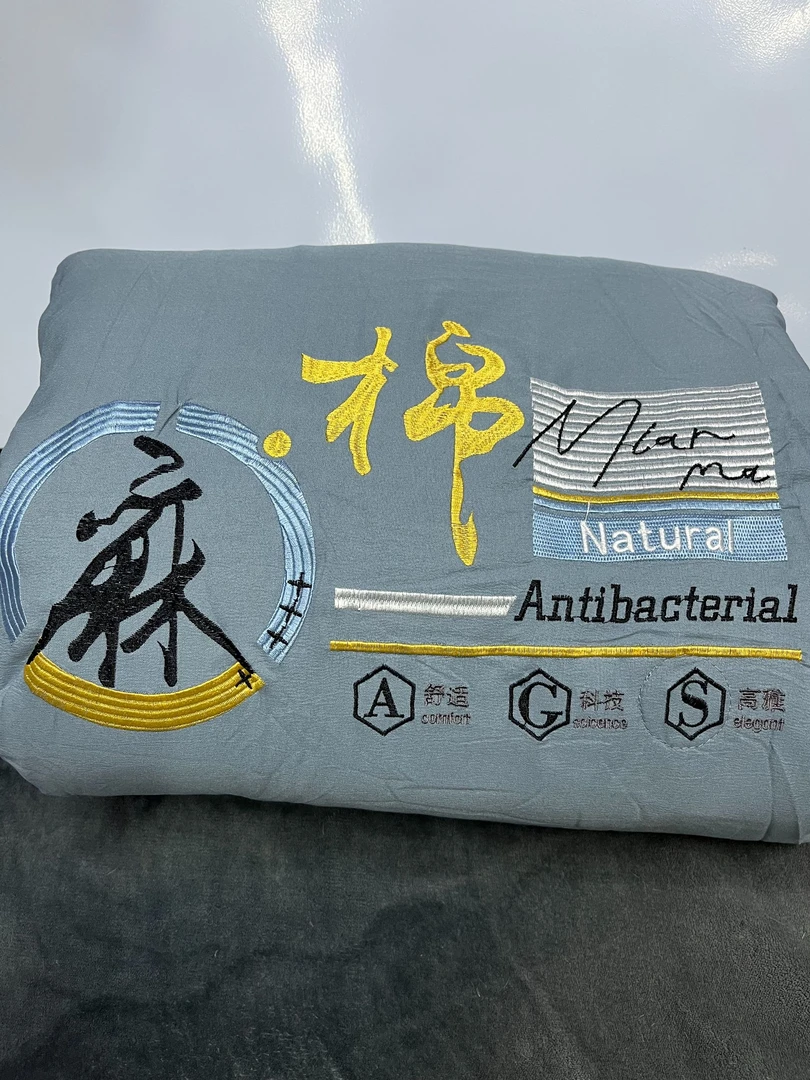 麻·棉
Mian
ma
Natural
Antibacterial
A 舒适 comfort G 科技 science S 高雅 elegant